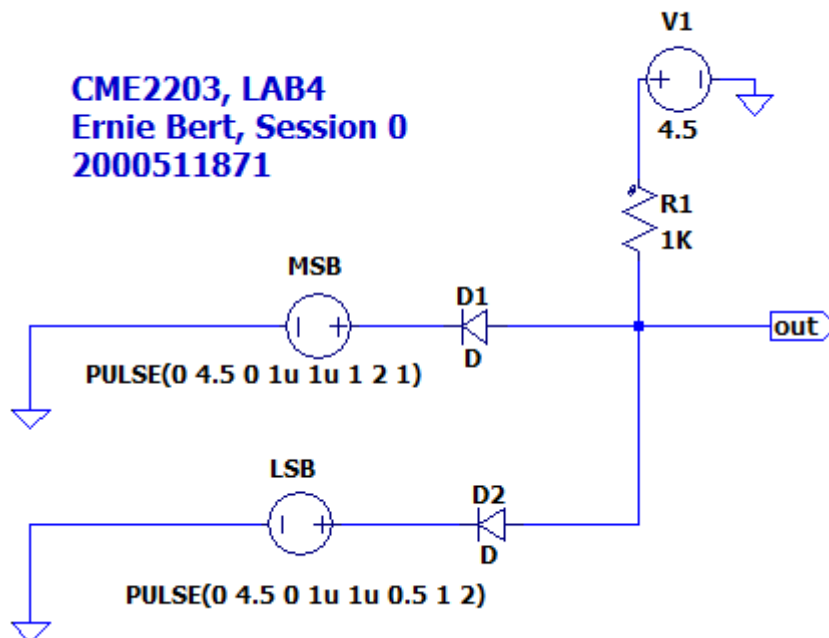 V1
CME2203, LAB4
Ernie Bert, Session 0
2000511871
4.5
R1
1K
MSB
D1
out
D
PULSE(0 4.5 0 1u 1u 1 2 1)
LSB
D2
D
PULSE(0 4.5 0 1u 1u 0.5 1 2)